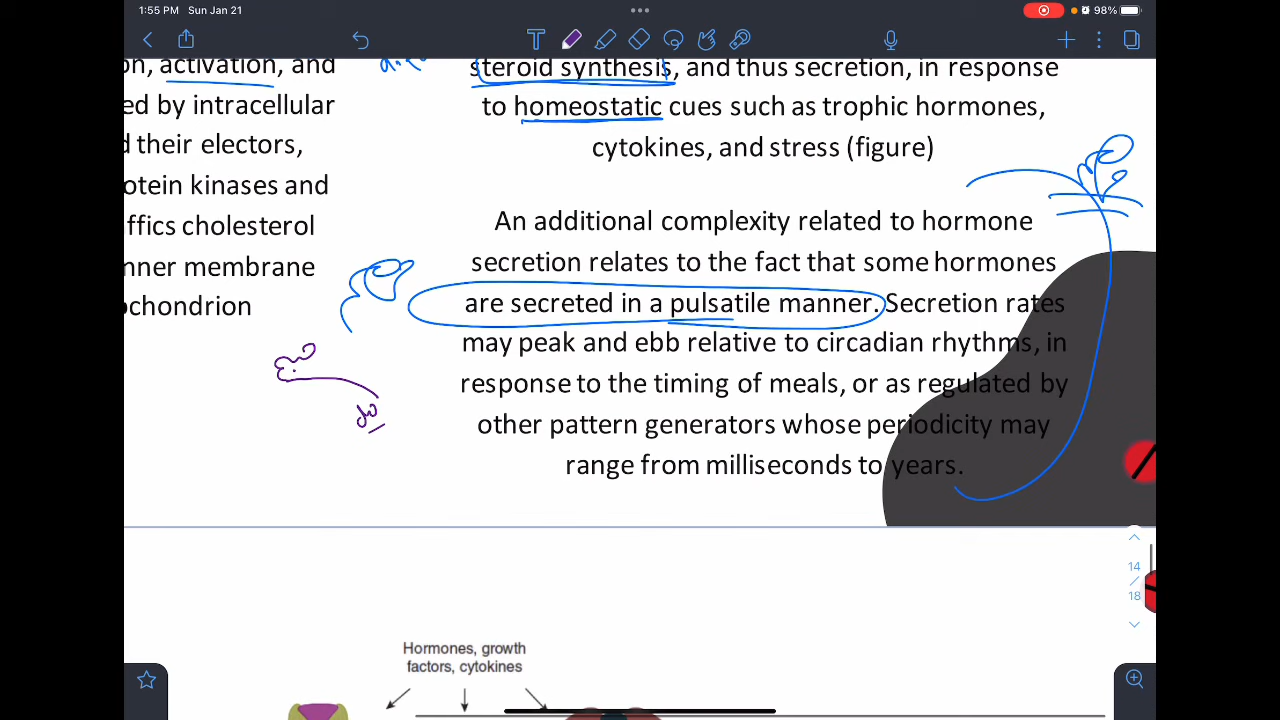 1:55 PM Sun Jan 21
98%
on, activation, and
ed by intracellular
d their electors,
otein kinases and
ffics cholesterol
nner membrane
ochondrion
steroid synthesis, and thus secretion, in response
to homeostatic cues such as trophic hormones,
cytokines, and stress (figure)
An additional complexity related to hormone
secretion relates to the fact that some hormones
are secreted in a pulsatile manner. Secretion rates
may peak and ebb relative to circadian rhythms, in
response to the timing of meals, or as regulated by
other pattern generators whose periodicity may
range from milliseconds to years.
14
/
18
Hormones, growth
factors, cytokines